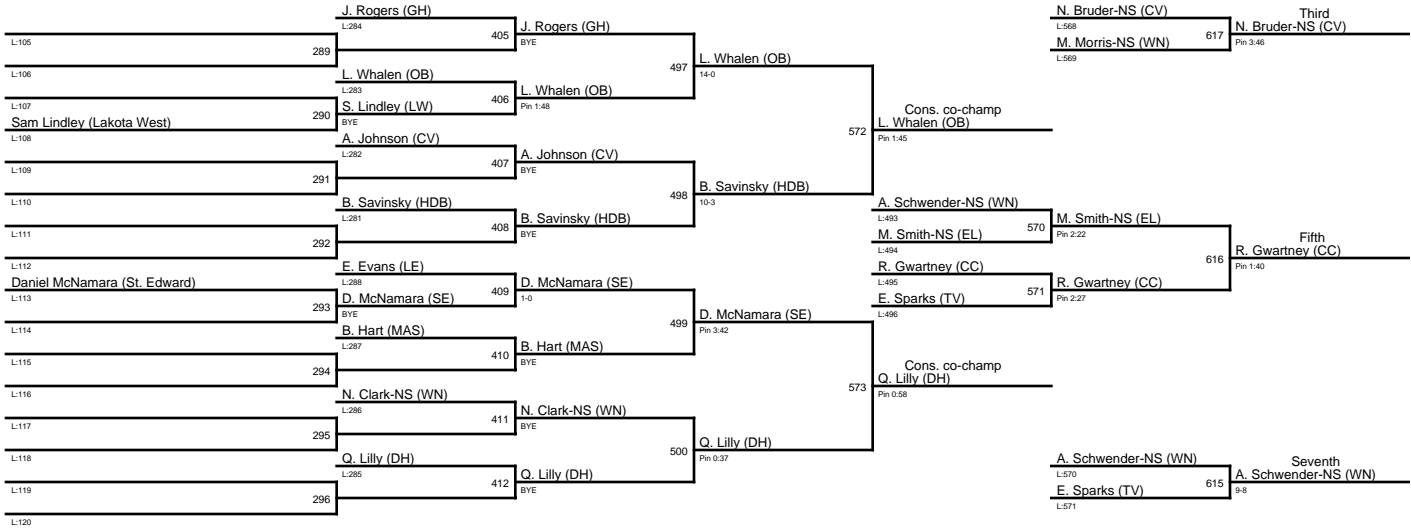 J. Rogers (GH)
L:284
L:105
289
L:106
405
J. Rogers (GH)
BYE
L. Whalen (OB)
L:283
L:107
290
S. Lindley (LW)
BYE
Sam Lindley (Lakota West)
L:108
406
L. Whalen (OB)
Pin 1:48
497
L. Whalen (OB)
14-0
A. Johnson (CV)
L:282
L:109
291
L:110
407
A. Johnson (CV)
BYE
B. Savinsky (HDB)
L:281
L:111
292
L:112
408
B. Savinsky (HDB)
BYE
498
B. Savinsky (HDB)
10-3
572
Cons. co-champ
L. Whalen (OB)
Pin 1:45
E. Evans (LE)
L:288
Daniel McNamara (St. Edward)
L:113
293
D. McNamara (SE)
BYE
L:114
409
D. McNamara (SE)
1-0
B. Hart (MAS)
L:287
L:115
294
L:116
410
B. Hart (MAS)
BYE
499
D. McNamara (SE)
Pin 3:42
N. Clark-NS (WN)
L:286
L:117
295
L:118
411
N. Clark-NS (WN)
BYE
Q. Lilly (DH)
L:285
L:119
296
L:120
412
Q. Lilly (DH)
BYE
500
Q. Lilly (DH)
Pin 0:37
573
Cons. co-champ
Q. Lilly (DH)
Pin 0:58
N. Bruder-NS (CV)
L:568
M. Morris-NS (WN)
L:569
617
Third
N. Bruder-NS (CV)
Pin 3:46
A. Schwender-NS (WN)
L:493
M. Smith-NS (EL)
L:494
570
M. Smith-NS (EL)
Pin 2:22
R. Gwartney (CC)
L:495
E. Sparks (TV)
L:496
571
R. Gwartney (CC)
Pin 2:27
616
Fifth
R. Gwartney (CC)
Pin 1:40
A. Schwender-NS (WN)
L:570
E. Sparks (TV)
L:571
615
Seventh
A. Schwender-NS (WN)
9-8